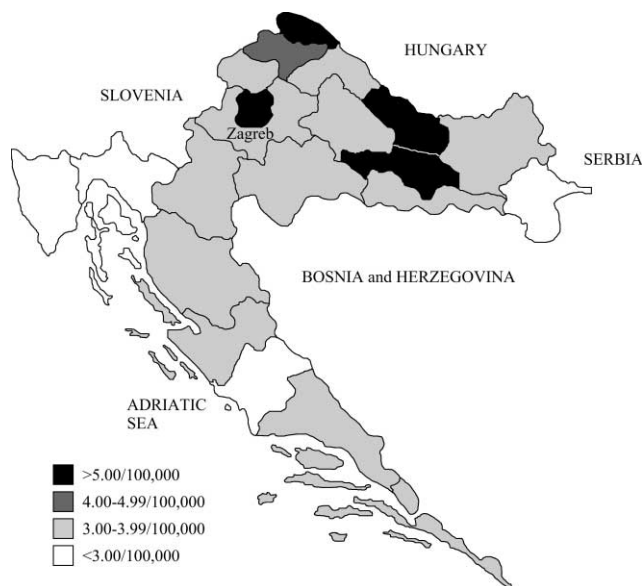 HUNGARY
SLOVENIA
Zagreb
SERBIA
BOSNIA and HERZEGOVINA
ADRIATIC
SEA
>5.00/100,000
4.00-4.99/100,000
3.00-3.99/100,000
<3.00/100,000